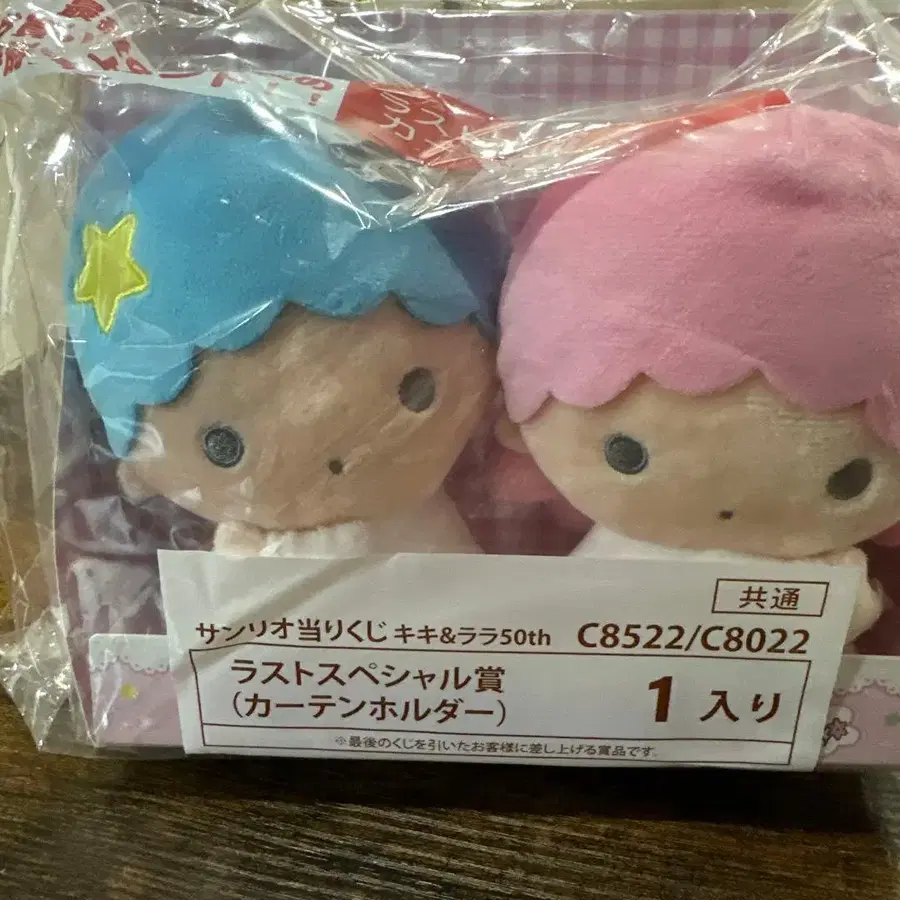 共通
サンリオ当りくじ キキ&ララ50th C8522/C8022
ラストスペシャル賞
(カーテンホルダー)
1入り
※最後のくじを引いたお客様に差し上げる賞品です。